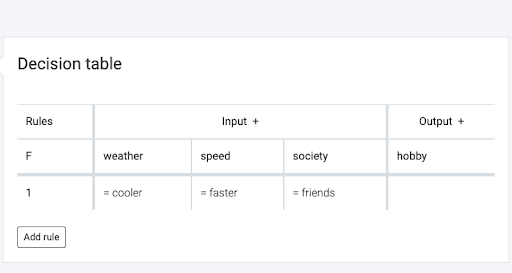 Decision table
Rules Input + Output +
F weather speed society hobby
1 = cooler = faster = friends
Add rule